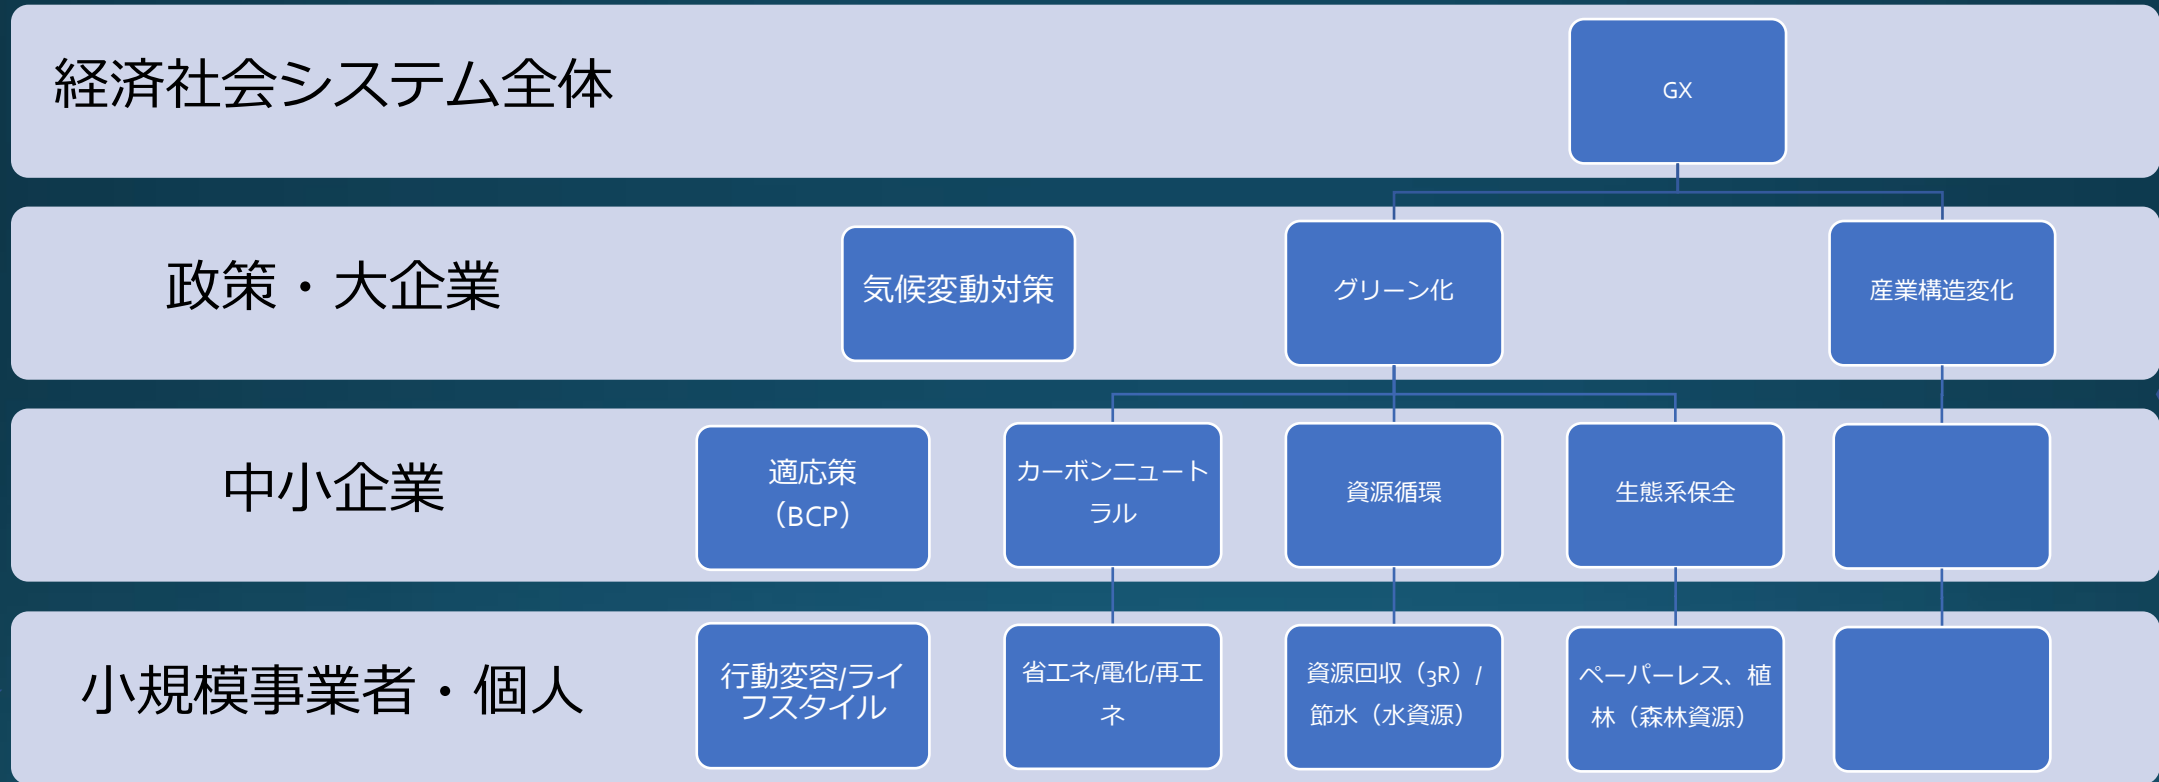 経済社会システム全体
GX
政策・大企業
気候変動対策
グリーン化
産業構造変化
中小企業
適応策
（BCP）
カーボンニュート
ラル
資源循環
生態系保全
小規模事業者・個人
行動変容/ライ
フスタイル
省エネ/電化/再エ
ネ
資源回収（3R）/
節水（水資源）
ペーパーレス、植
林（森林資源）